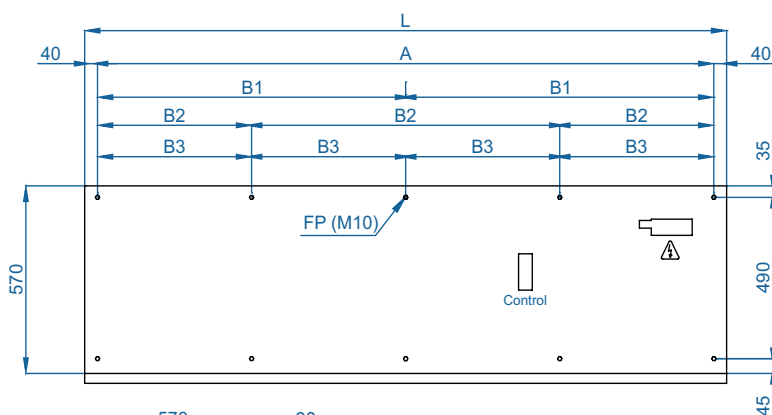 L
40 A 40
B1 B1
B2 B2 B2
B3 B3 B3 B3
35
FP (M10)
570
490
Control
45